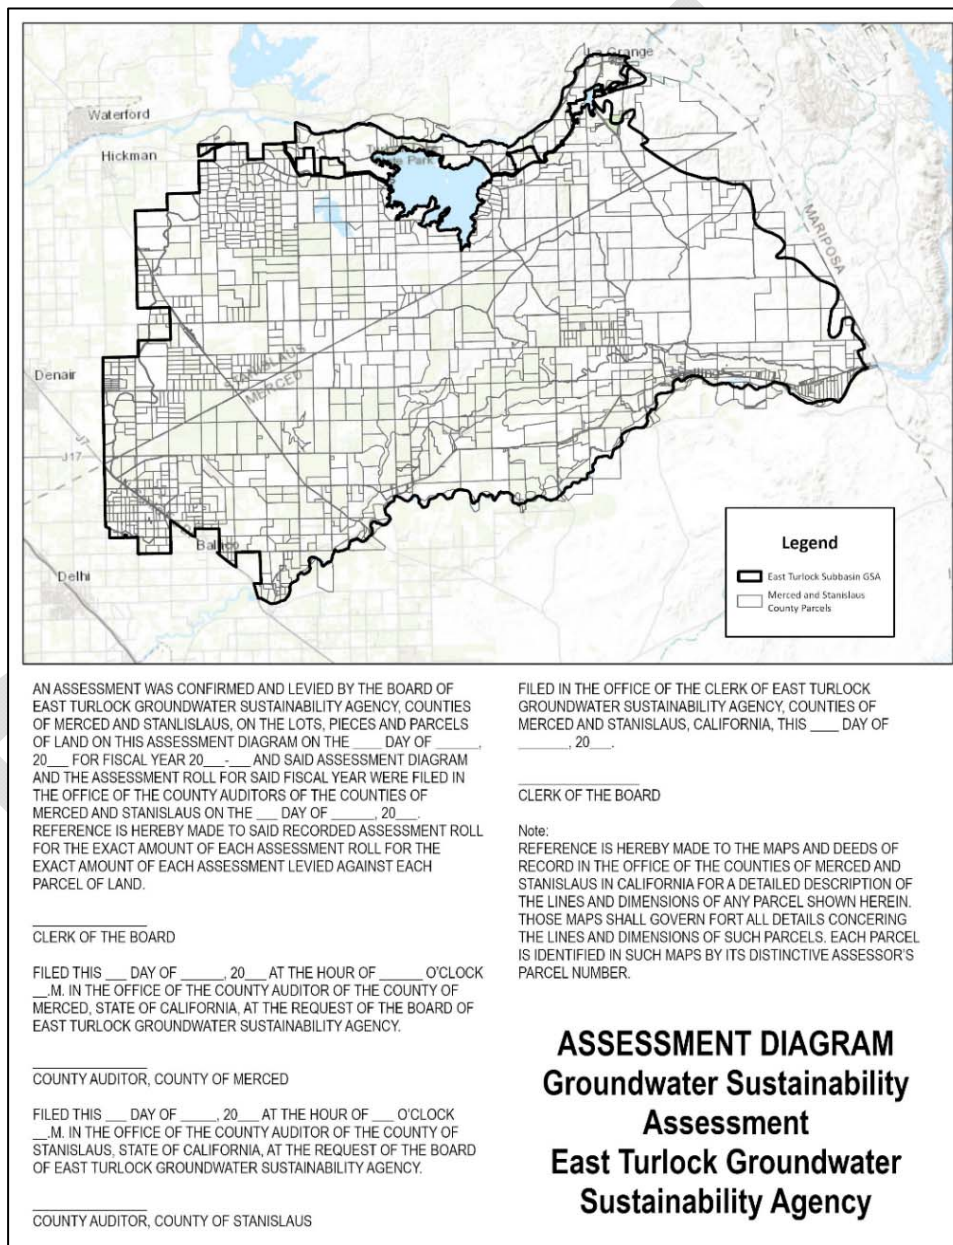 La Grange
Waterford
Hickman
State Park
MARIPOSA
STANISLAUS
MERCED
Denair
J7
J17
Ballico
Delhi
Legend
East Turlock Subbasin GSA
Merced and Stanislaus
County Parcels
AN ASSESSMENT WAS CONFIRMED AND LEVIED BY THE BOARD OF
EAST TURLOCK GROUNDWATER SUSTAINABILITY AGENCY, COUNTIES
OF MERCED AND STANLISLAUS, ON THE LOTS, PIECES AND PARCELS
OF LAND ON THIS ASSESSMENT DIAGRAM ON THE ____ DAY OF ______,
20___ FOR FISCAL YEAR 20___-___ AND SAID ASSESSMENT DIAGRAM
AND THE ASSESSMENT ROLL FOR SAID FISCAL YEAR WERE FILED IN
THE OFFICE OF THE COUNTY AUDITORS OF THE COUNTIES OF
MERCED AND STANISLAUS ON THE ___ DAY OF ______, 20___.
REFERENCE IS HEREBY MADE TO SAID RECORDED ASSESSMENT ROLL
FOR THE EXACT AMOUNT OF EACH ASSESSMENT ROLL FOR THE
EXACT AMOUNT OF EACH ASSESSMENT LEVIED AGAINST EACH
PARCEL OF LAND.
CLERK OF THE BOARD
FILED THIS ___ DAY OF ______, 20___ AT THE HOUR OF ______ O'CLOCK
__.M. IN THE OFFICE OF THE COUNTY AUDITOR OF THE COUNTY OF
MERCED, STATE OF CALIFORNIA, AT THE REQUEST OF THE BOARD OF
EAST TURLOCK GROUNDWATER SUSTAINABILITY AGENCY.
COUNTY AUDITOR, COUNTY OF MERCED
FILED THIS ___ DAY OF _____, 20___ AT THE HOUR OF ___ O'CLOCK
__.M. IN THE OFFICE OF THE COUNTY AUDITOR OF THE COUNTY OF
STANISLAUS, STATE OF CALIFORNIA, AT THE REQUEST OF THE BOARD
OF EAST TURLOCK GROUNDWATER SUSTAINABILITY AGENCY.
COUNTY AUDITOR, COUNTY OF STANISLAUS
FILED IN THE OFFICE OF THE CLERK OF EAST TURLOCK
GROUNDWATER SUSTAINABILITY AGENCY, COUNTIES OF
MERCED AND STANISLAUS, CALIFORNIA, THIS ____ DAY OF
_______, 20___.
CLERK OF THE BOARD
Note:
REFERENCE IS HEREBY MADE TO THE MAPS AND DEEDS OF
RECORD IN THE OFFICE OF THE COUNTIES OF MERCED AND
STANISLAUS IN CALIFORNIA FOR A DETAILED DESCRIPTION OF
THE LINES AND DIMENSIONS OF ANY PARCEL SHOWN HEREIN.
THOSE MAPS SHALL GOVERN FORT ALL DETAILS CONCERING
THE LINES AND DIMENSIONS OF SUCH PARCELS. EACH PARCEL
IS IDENTIFIED IN SUCH MAPS BY ITS DISTINCTIVE ASSESSOR'S
PARCEL NUMBER.
ASSESSMENT DIAGRAM
Groundwater Sustainability
Assessment
East Turlock Groundwater
Sustainability Agency